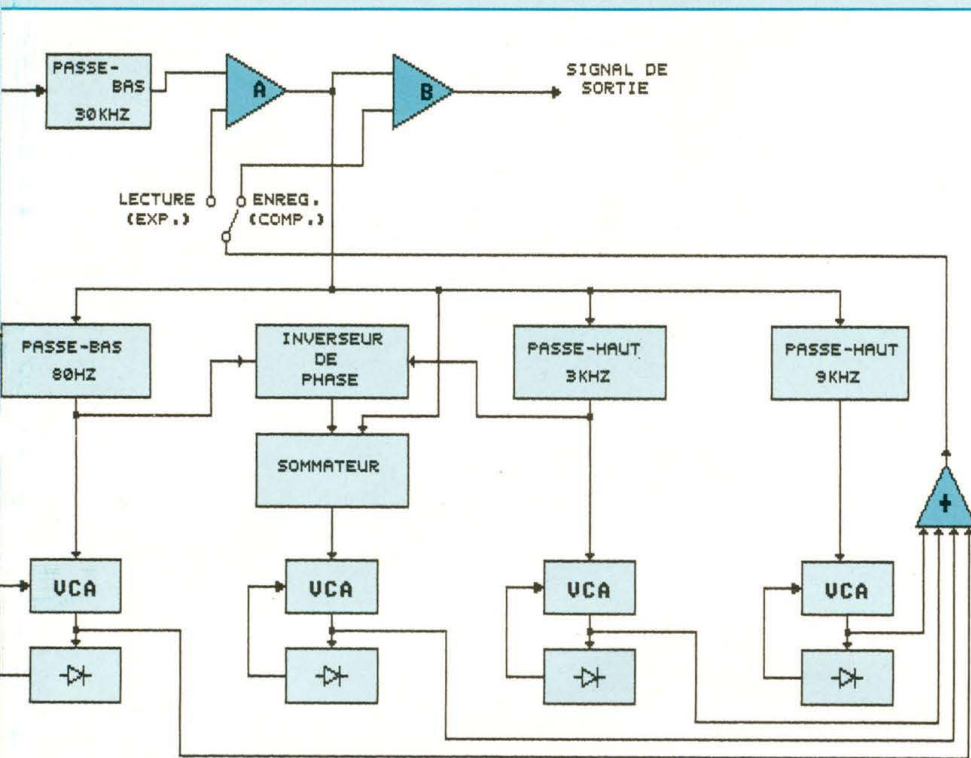 PASSE-
BAS
30KHZ
A
B
SIGNAL DE
SORTIE
LECTURE
(EXP.)
ENREG.
(COMP.)
PASSE-BAS
80HZ
INVERSEUR
DE
PHASE
PASSE-HAUT
3KHZ
PASSE-HAUT
9KHZ
SOMMATEUR
+
VCA
VCA
VCA
VCA